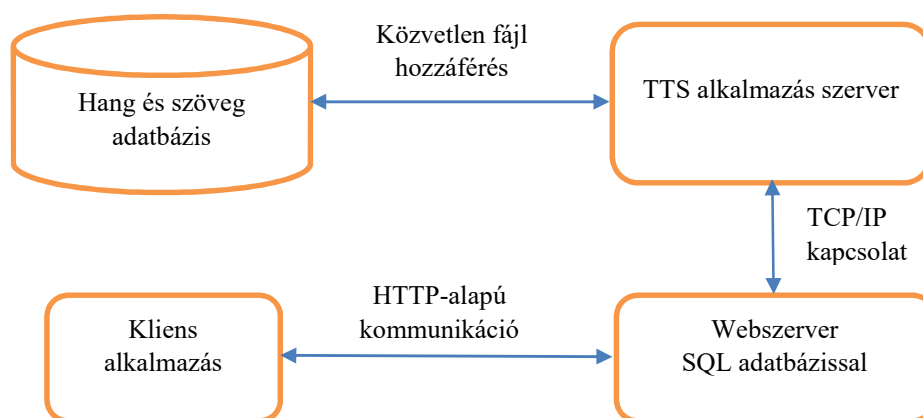 Közvetlen fájl
hozzáférés
Hang és szöveg
adatbázis
TTS alkalmazás szerver
TCP/IP
kapcsolat
HTTP-alapú
kommunikáció
Kliens
alkalmazás
Webszerver
SQL adatbázissal